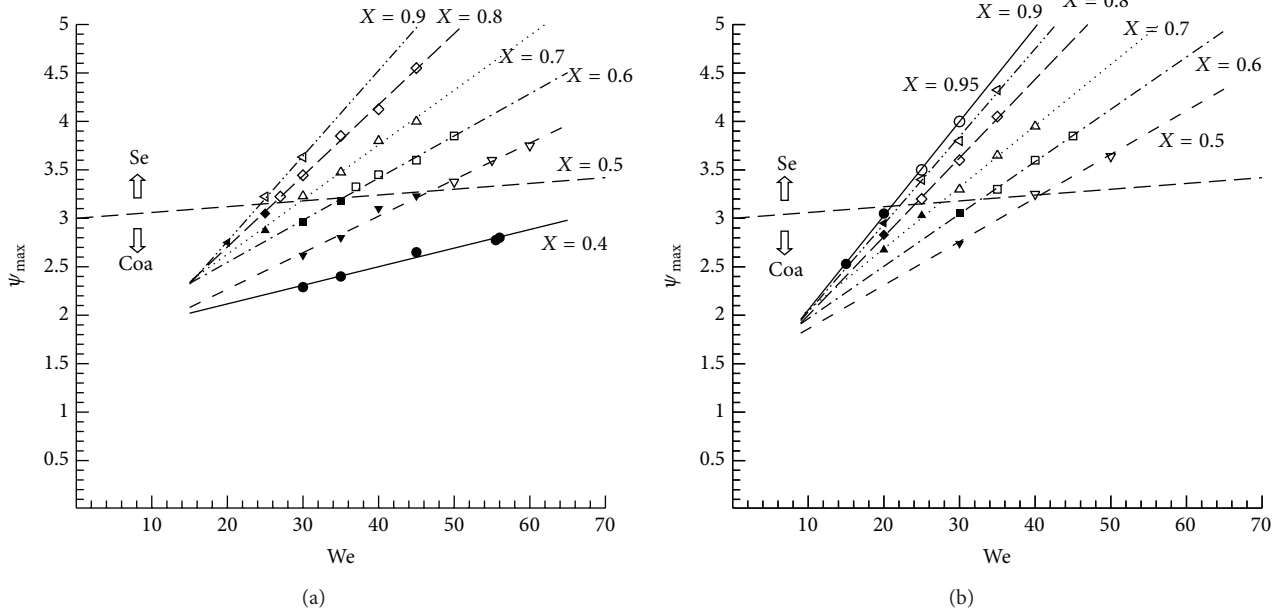 5
4.5
4
3.5
3
2.5
2
1.5
1
0.5
ψmax
Se
Coa
X = 0.9
X = 0.8
X = 0.7
X = 0.6
X = 0.5
X = 0.4
10 20 30 40 50 60 70
We
(a)
5
4.5
4
3.5
3
2.5
2
1.5
1
0.5
ψmax
Se
Coa
X = 0.8
X = 0.9
X = 0.7
X = 0.6
X = 0.95
X = 0.5
10 20 30 40 50 60 70
We
(b)